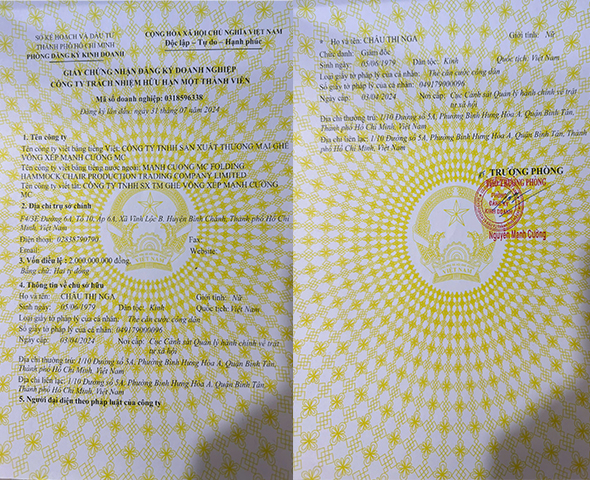 SỞ KẾ HOẠCH VÀ ĐẦU TƯ
THÀNH PHỐ HỒ CHÍ MINH
PHÒNG ĐĂNG KÝ KINH DOANH
CỘNG HÒA XÃ HỘI CHỦ NGHĨA VIỆT NAM
Độc lập – Tự do – Hạnh phúc
GIẤY CHỨNG NHẬN ĐĂNG KÝ DOANH NGHIỆP
CÔNG TY TRÁCH NHIỆM HỮU HẠN MỘT THÀNH VIÊN
Mã số doanh nghiệp: 0318596338
Đăng ký lần đầu: ngày 31 tháng 07 năm 2024
1. Tên công ty
Tên công ty viết bằng tiếng Việt: CÔNG TY TNHH SẢN XUẤT THƯƠNG MẠI GHẾ
VÕNG XẾP MẠNH CƯỜNG MC
Tên công ty viết bằng tiếng nước ngoài: MANH CUONG MC FOLDING
HAMMOCK CHAIR PRODUCTION TRADING COMPANY LIMITED
Tên công ty viết tắt: CÔNG TY TNHH SX TM GHẾ VÕNG XẾP MẠNH CƯỜNG
MC
2. Địa chỉ trụ sở chính
F4/5E Đường 6A, Tổ 10, Ấp 6A, Xã Vĩnh Lộc B, Huyện Bình Chánh, Thành phố Hồ Chí
Minh, Việt Nam
Điện thoại: 02838790790 Fax:
Email: Website:
3. Vốn điều lệ : 2.000.000.000 đồng.
Bằng chữ: Hai tỷ đồng
4. Thông tin về chủ sở hữu
Họ và tên: CHÂU THỊ NGA Giới tính: Nữ
Sinh ngày: 05/06/1979 Dân tộc: Kinh Quốc tịch: Việt Nam
Loại giấy tờ pháp lý của cá nhân: Thẻ căn cước công dân
Số giấy tờ pháp lý của cá nhân: 049179000096
Ngày cấp: 03/04/2024 Nơi cấp: Cục Cảnh sát Quản lý hành chính về trật
tự xã hội
Địa chỉ thường trú: 1/10 Đường số 5A, Phường Bình Hưng Hòa A, Quận Bình Tân,
Thành phố Hồ Chí Minh, Việt Nam
Địa chỉ liên lạc: 1/10 Đường số 5A, Phường Bình Hưng Hòa A, Quận Bình Tân,
Thành phố Hồ Chí Minh, Việt Nam
5. Người đại diện theo pháp luật của công ty
* Họ và tên: CHÂU THỊ NGA Giới tính: Nữ
Chức danh: Giám đốc
Sinh ngày: 05/06/1979 Dân tộc: Kinh Quốc tịch: Việt Nam
Loại giấy tờ pháp lý của cá nhân: Thẻ căn cước công dân
Số giấy tờ pháp lý của cá nhân: 049179000096
Ngày cấp: 03/04/2024 Nơi cấp: Cục Cảnh sát Quản lý hành chính về trật
tự xã hội
Địa chỉ thường trú: 1/10 Đường số 5A, Phường Bình Hưng Hòa A, Quận Bình Tân,
Thành phố Hồ Chí Minh, Việt Nam
Địa chỉ liên lạc: 1/10 Đường số 5A, Phường Bình Hưng Hòa A, Quận Bình Tân, Thành
phố Hồ Chí Minh, Việt Nam
TRƯỞNG PHÒNG
PHÓ TRƯỞNG PHÒNG
PHÒNG
ĐĂNG KÝ
KINH DOANH
Nguyễn Mạnh Cường
VIỆT NAM